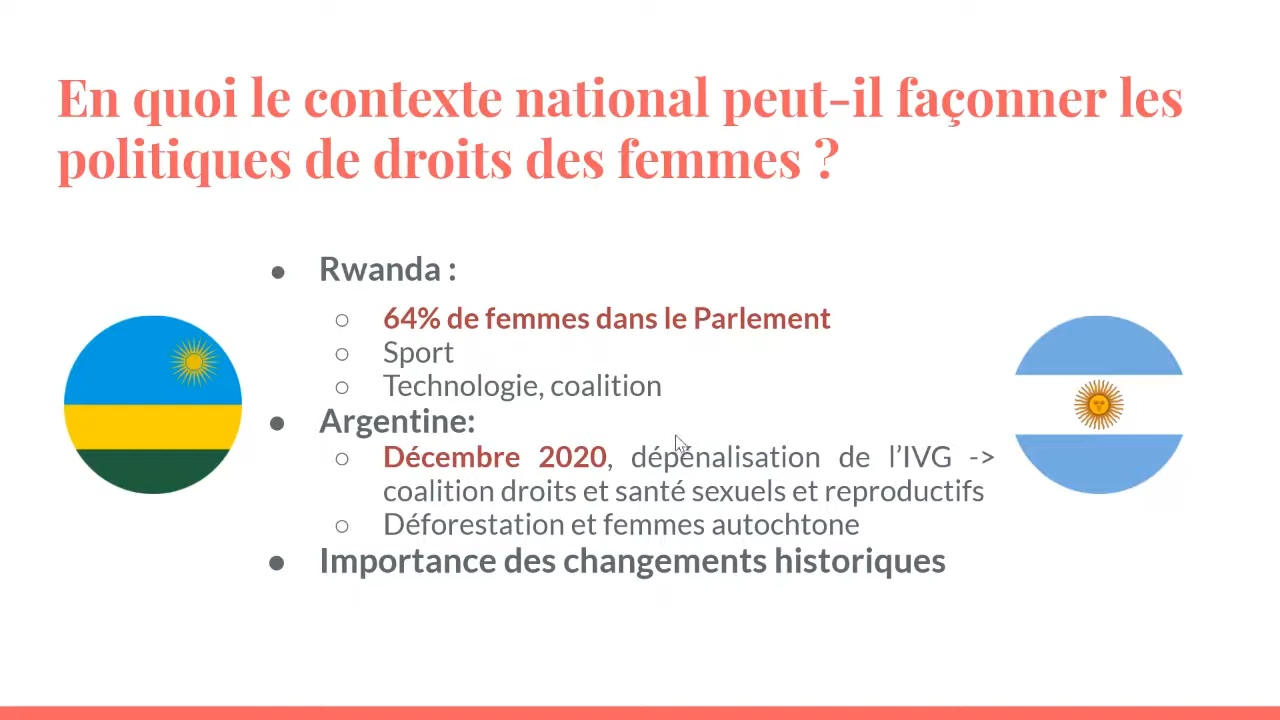 En quoi le contexte national peut-il façonner les
politiques de droits des femmes ?
● Rwanda :
○ 64% de femmes dans le Parlement
○ Sport
○ Technologie, coalition
● Argentine:
○ Décembre 2020, dépénalisation de l’IVG ->
coalition droits et santé sexuels et reproductifs
○ Déforestation et femmes autochtone
● Importance des changements historiques